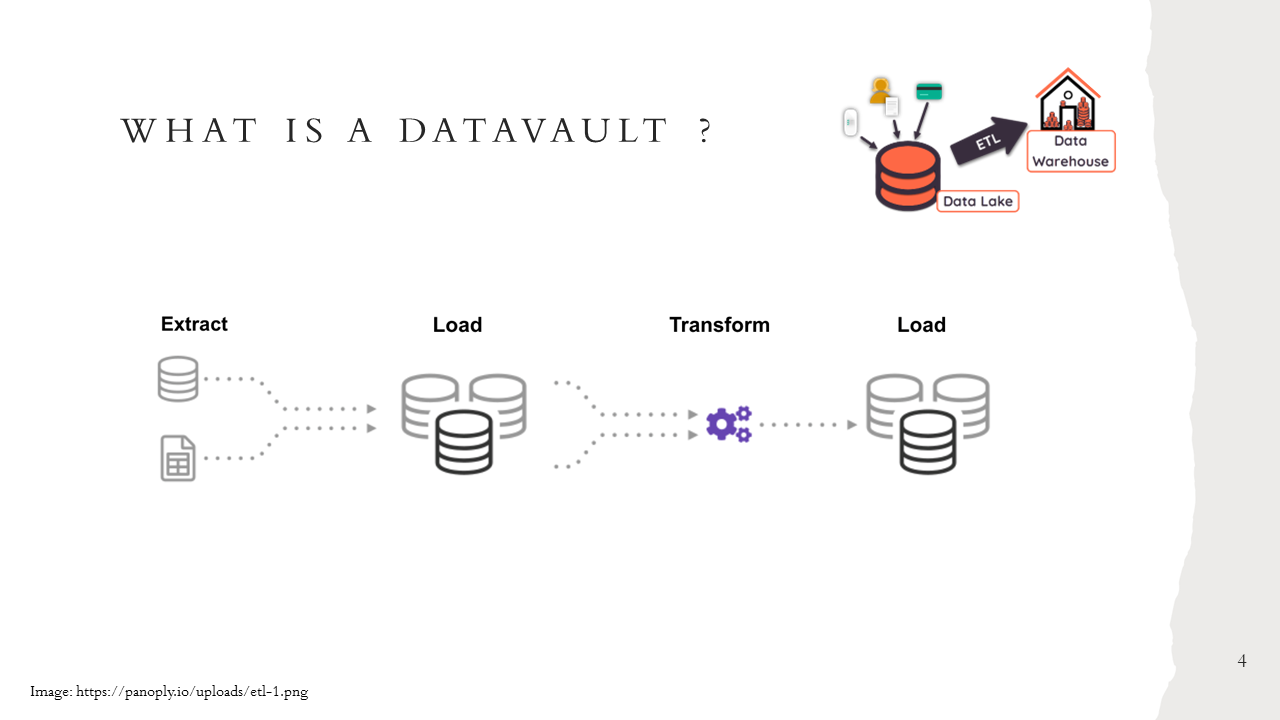 WHAT IS A DATAVAULT ?
ETL
Data
Warehouse
Data Lake
Extract
Load
Transform
Load
4
Image: https://panoply.io/uploads/etl-1.png